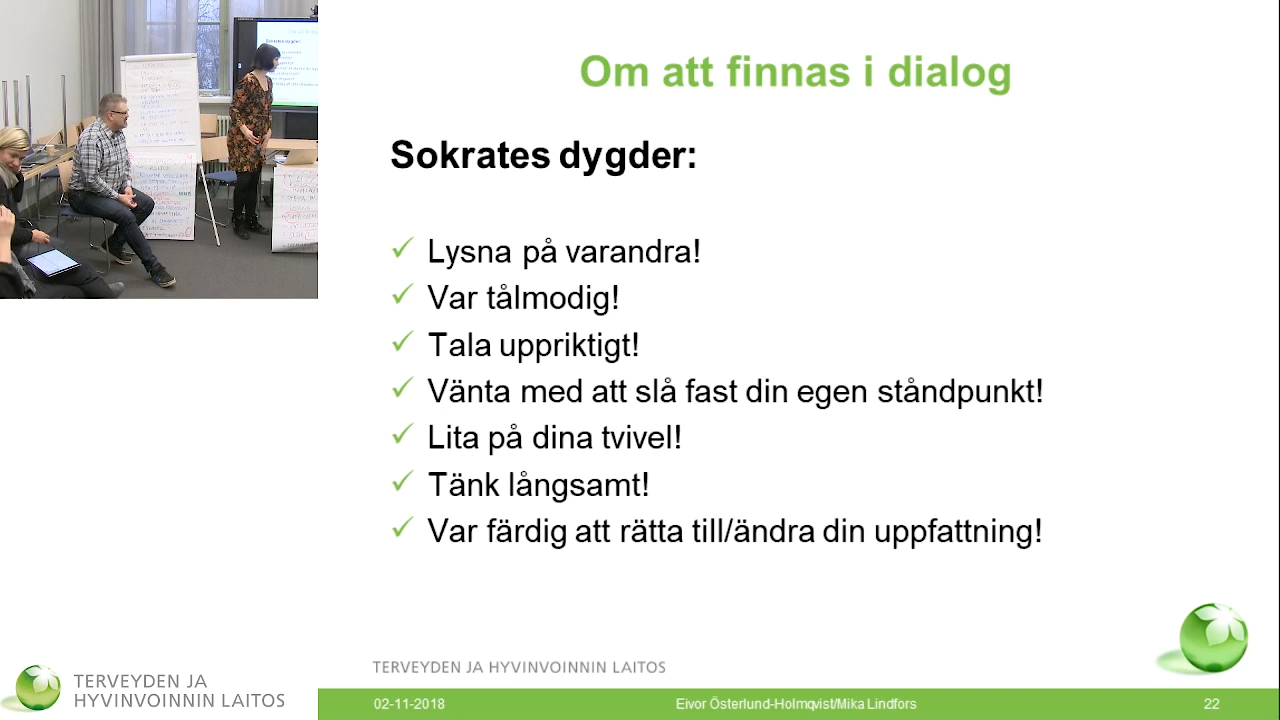 Om att finnas i dialog
Sokrates dygder:
Lysna på varandra!
Var tålmodig!
Tala uppriktigt!
Vänta med att slå fast din egen ståndpunkt!
Lita på dina tvivel!
Tänk långsamt!
Var färdig att rätta till/ändra din uppfattning!
TERVEYDEN JA HYVINVOINNIN LAITOS
TERVEYDEN JA
HYVINVOINNIN LAITOS
02-11-2018
Eivor Österlund-Holmqvist/Mika Lindfors
22